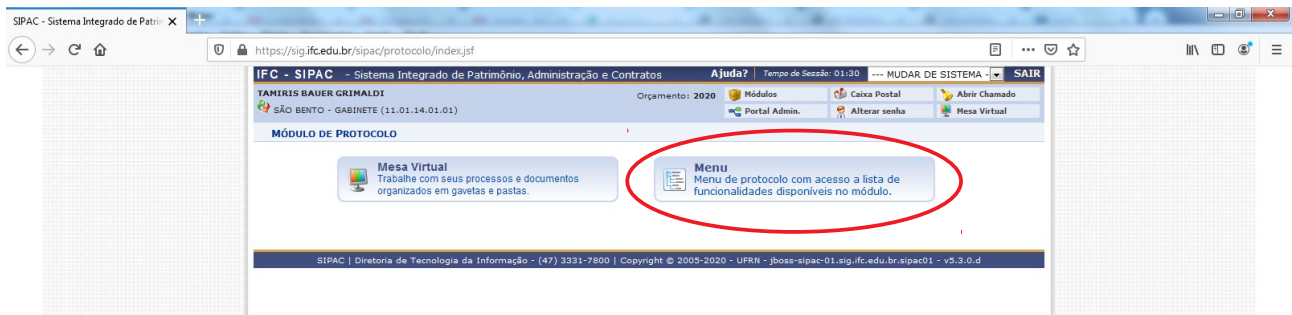 SIPAC - Sistema Integrado de Patrim
https://sig.ifc.edu.br/sipac/protocolo/index.jsf
IFC - SIPAC - Sistema Integrado de Patrimônio, Administração e Contratos Ajuda? Tempo de Sessão: 01:30 --- MUDAR DE SISTEMA - SAIR
TAMIRIS BAUER GRIMALDI Orçamento: 2020 Módulos Caixa Postal Abrir Chamado
SÃO BENTO - GABINETE (11.01.14.01.01) Portal Admin. Alterar senha Mesa Virtual
MÓDULO DE PROTOCOLO
Mesa Virtual
Trabalhe com seus processos e documentos
organizados em gavetas e pastas.
Menu
Menu de protocolo com acesso a lista de
funcionalidades disponíveis no módulo.
SIPAC | Diretoria de Tecnologia da Informação - (47) 3331-7800 | Copyright © 2005-2020 - UFRN - jboss-sipac-01.sig.ifc.edu.br.sipac01 - v5.3.0.d